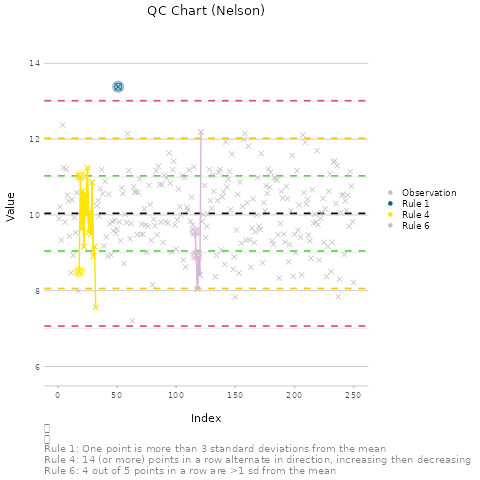 QC Chart (Nelson)
14
12
10
8
6
Value
0
50
100
150
200
250
Index
Observation
Rule 1
Rule 4
Rule 6
Rule 1: One point is more than 3 standard deviations from the mean
Rule 4: 14 (or more) points in a row alternate in direction, increasing then decreasing
Rule 6: 4 out of 5 points in a row are >1 sd from the mean